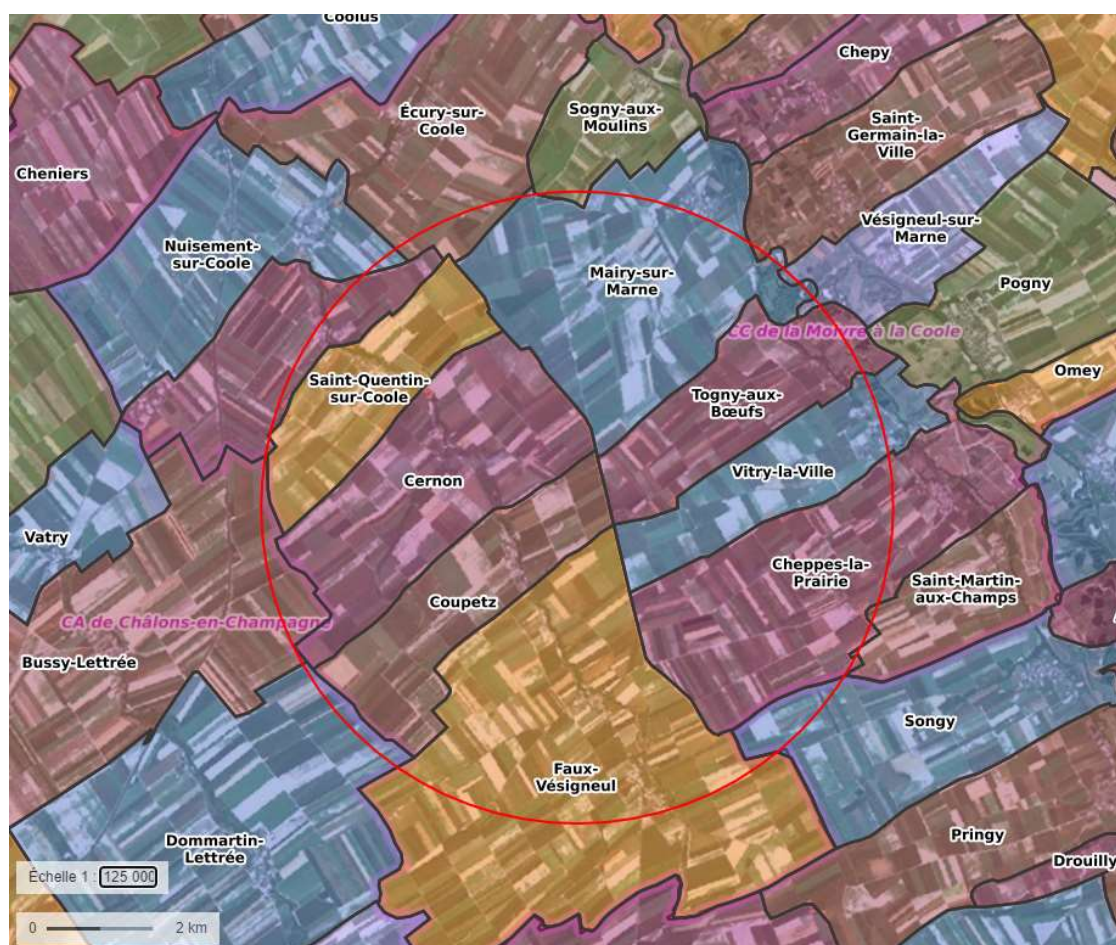 Coolus
Chepy
Écury-sur-
Coole
Sogny-aux-
Moulins
Saint-
Germain-la-
Ville
Cheniers
Nuisement-
sur-Coole
Vésigneul-sur-
Marne
Mairy-sur-
Marne
Pogny
CC de la Moivre à la Coole
Omey
Saint-Quentin-
sur-Coole
Togny-aux-
Bœufs
Cernon
Vitry-la-Ville
Vatry
Cheppes-la-
Prairie
Saint-Martin-
aux-Champs
Coupetz
CA de Châlons-en-Champagne
Bussy-Lettrée
Songy
Faux-
Vésigneul
Dommartin-
Lettrée
Pringy
Drouilly
Échelle 1 : 125 000
0 2 km